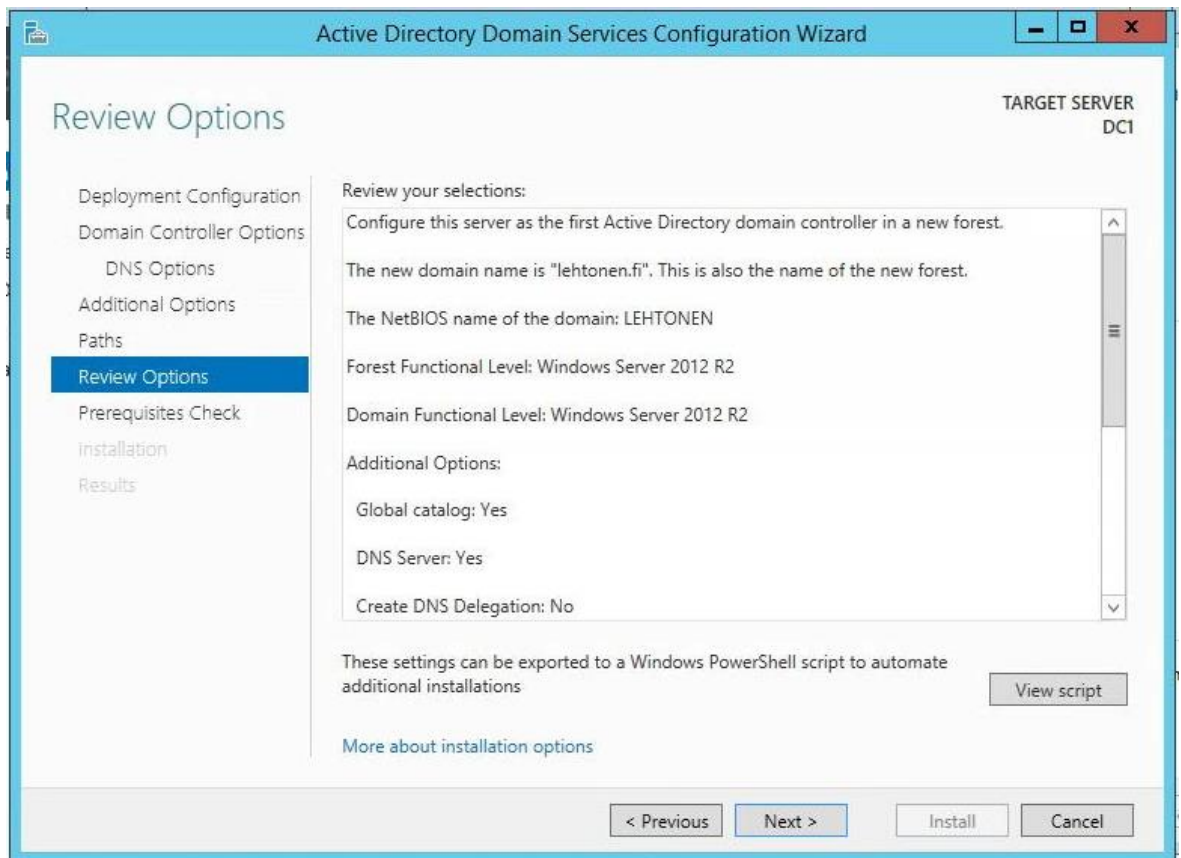 Active Directory Domain Services Configuration Wizard
Review Options
TARGET SERVER
DC1
Deployment Configuration
Domain Controller Options
DNS Options
Additional Options
Paths
Review Options
Prerequisites Check
Installation
Results
Review your selections:
Configure this server as the first Active Directory domain controller in a new forest.
The new domain name is "lehtonen.fi". This is also the name of the new forest.
The NetBIOS name of the domain: LEHTONEN
Forest Functional Level: Windows Server 2012 R2
Domain Functional Level: Windows Server 2012 R2
Additional Options:
Global catalog: Yes
DNS Server: Yes
Create DNS Delegation: No
These settings can be exported to a Windows PowerShell script to automate
additional installations
View script
More about installation options
< Previous
Next >
Install
Cancel